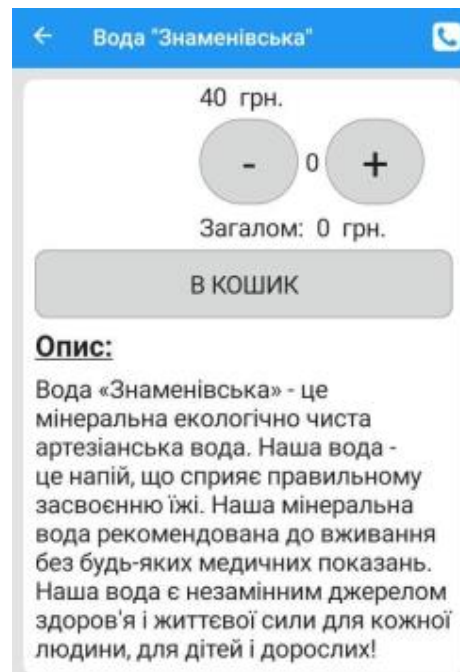 Вода "Знаменівська"
40 грн.
- 0 +
Загалом: 0 грн.
В КОШИК
Опис:
Вода «Знаменівська» - це
мінеральна екологічно чиста
артезіанська вода. Наша вода -
це напій, що сприяє правильному
засвоєнню їжі. Наша мінеральна
вода рекомендована до вживання
без будь-яких медичних показань.
Наша вода є незамінним джерелом
здоров'я і життєвої сили для кожної
людини, для дітей і дорослих!